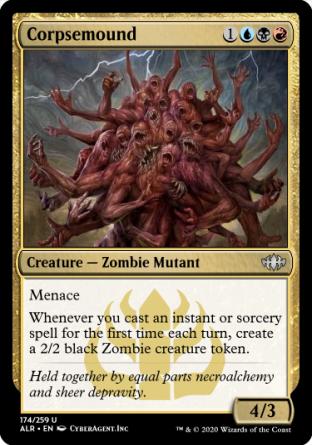 Corpsemound 1
Creature — Zombie Mutant
Menace
Whenever you cast an instant or sorcery
spell for the first time each turn, create
a 2/2 black Zombie creature token.
Held together by equal parts necroalchemy
and sheer depravity.
4/3
174/259 U
ALR • EN CyberAgent.Inc
™ & © 2020 Wizards of the Coast